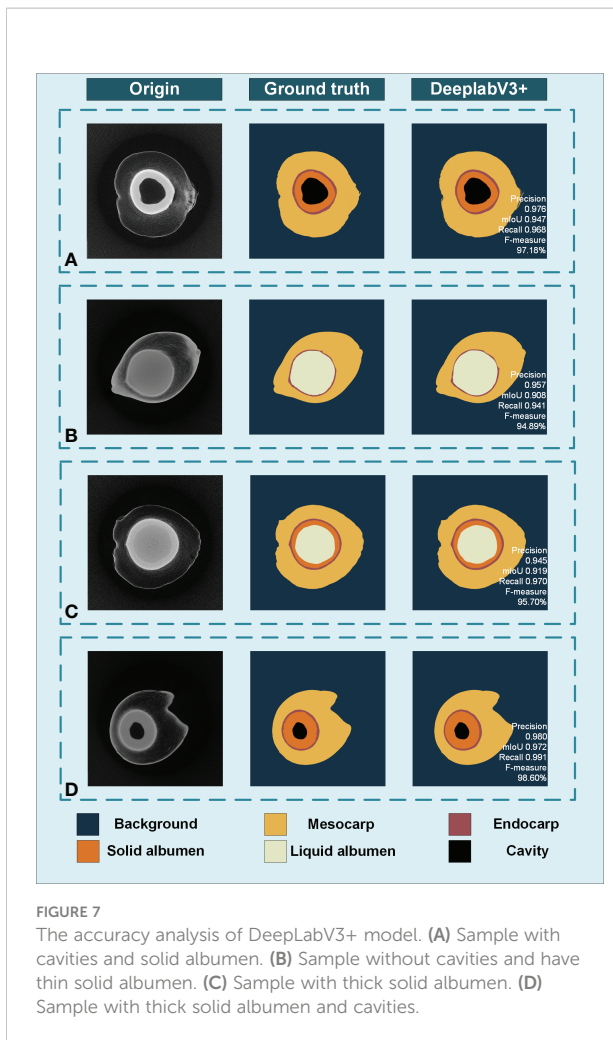 Origin Ground truth DeeplabV3+
Precision
0.976
mIoU 0.947
Recall 0.968
F-measure
97.18%
A
Precision
0.957
mIoU 0.908
Recall 0.941
F-measure
94.89%
B
Precision
0.945
mIoU 0.919
Recall 0.970
F-measure
95.70%
C
Precision
0.980
mIoU 0.972
Recall 0.991
F-measure
98.60%
D
Background Mesocarp Endocarp
Solid albumen Liquid albumen Cavity
FIGURE 7
The accuracy analysis of DeepLabV3+ model. (A) Sample with
cavities and solid albumen. (B) Sample without cavities and have
thin solid albumen. (C) Sample with thick solid albumen. (D)
Sample with thick solid albumen and cavities.